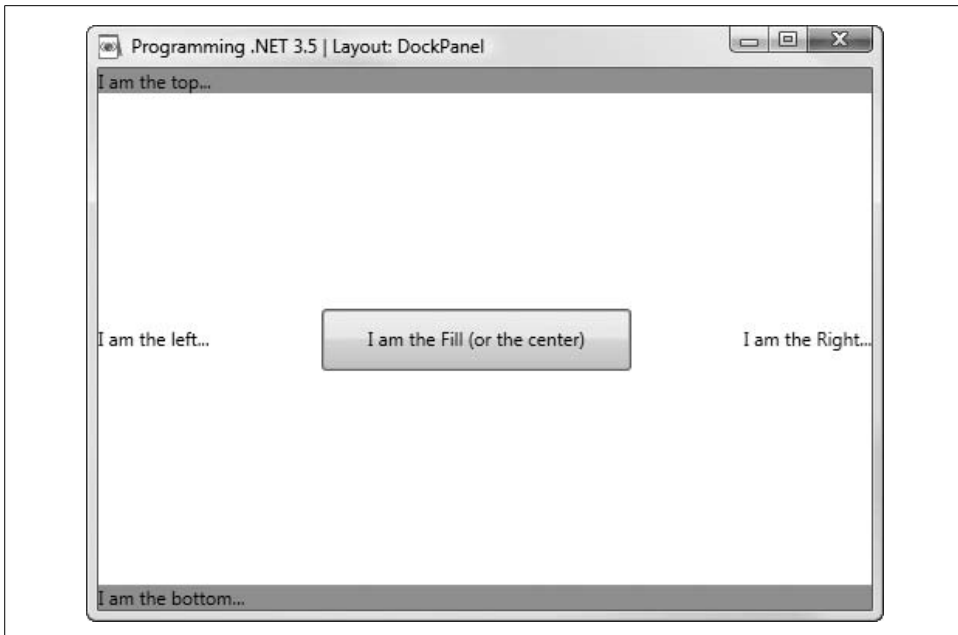 Programming .NET 3.5 | Layout: DockPanel
I am the top...
I am the left...
I am the Fill (or the center)
I am the Right...
I am the bottom...